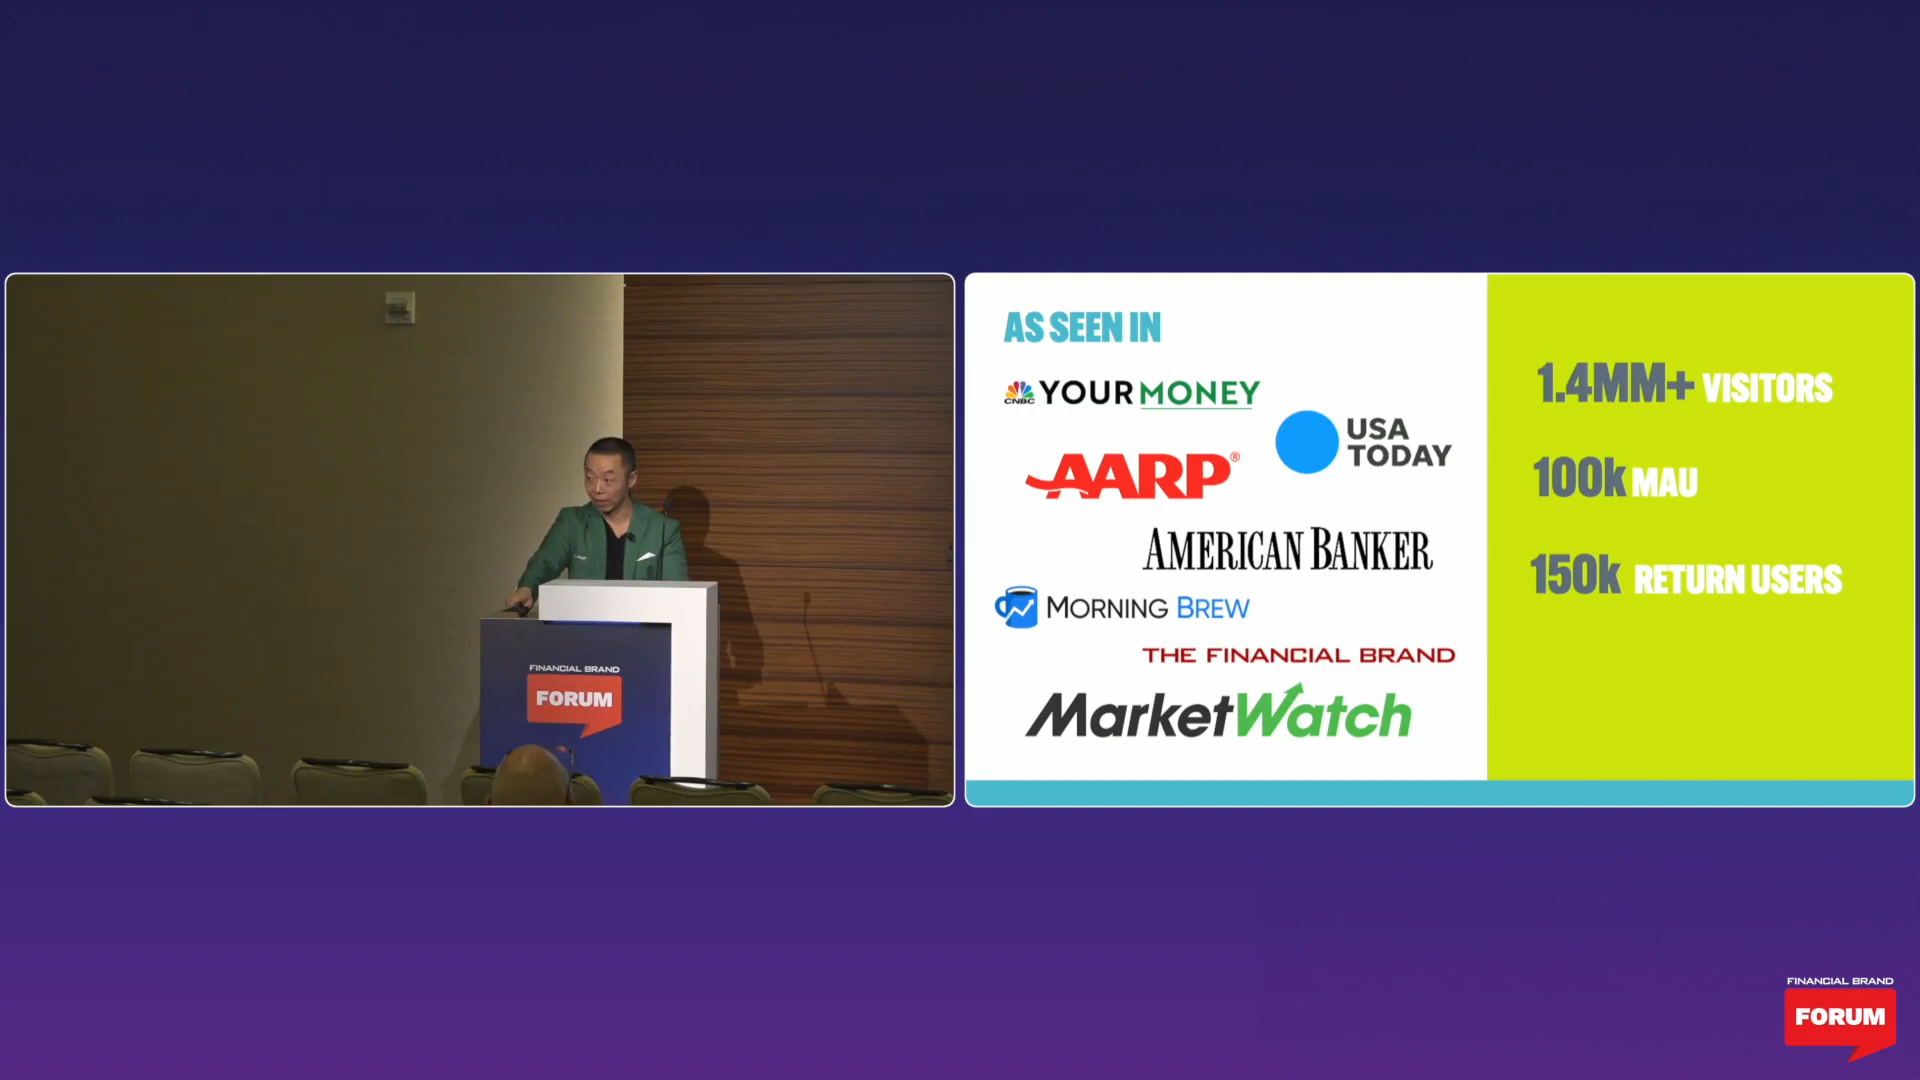 FINANCIAL BRAND
FORUM
AS SEEN IN
CNBC YOUR MONEY
USA
TODAY
AARP®
AMERICAN BANKER
MORNING BREW
THE FINANCIAL BRAND
MarketWatch
1.4MM+ VISITORS
100k MAU
150k RETURN USERS
FINANCIAL BRAND
FORUM